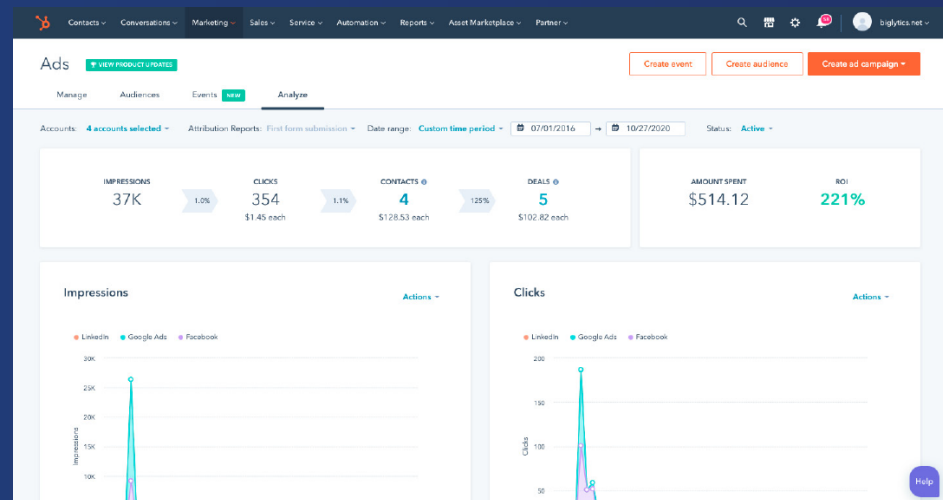 Contacts Conversations Marketing Sales Service Automation Reports Asset Marketplace Partner biglytics.net
Ads VIEW PRODUCT UPDATES Create event Create audience Create ad campaign
Manage Audiences Events NEW Analyze
Accounts: 4 accounts selected Attribution Reports: First form submission Date range: Custom time period 07/01/2016 → 10/27/2020 Status: Active
IMPRESSIONS CLICKS CONTACTS DEALS AMOUNT SPENT ROI
37K 1.0% 354 1.1% 4 125% 5 $514.12 221%
$1.45 each $128.53 each $102.82 each
Impressions Actions
LinkedIn Google Ads Facebook
30K
25K
20K
15K
10K
Impressions
Clicks Actions
LinkedIn Google Ads Facebook
200
150
100
50
Clicks
Help